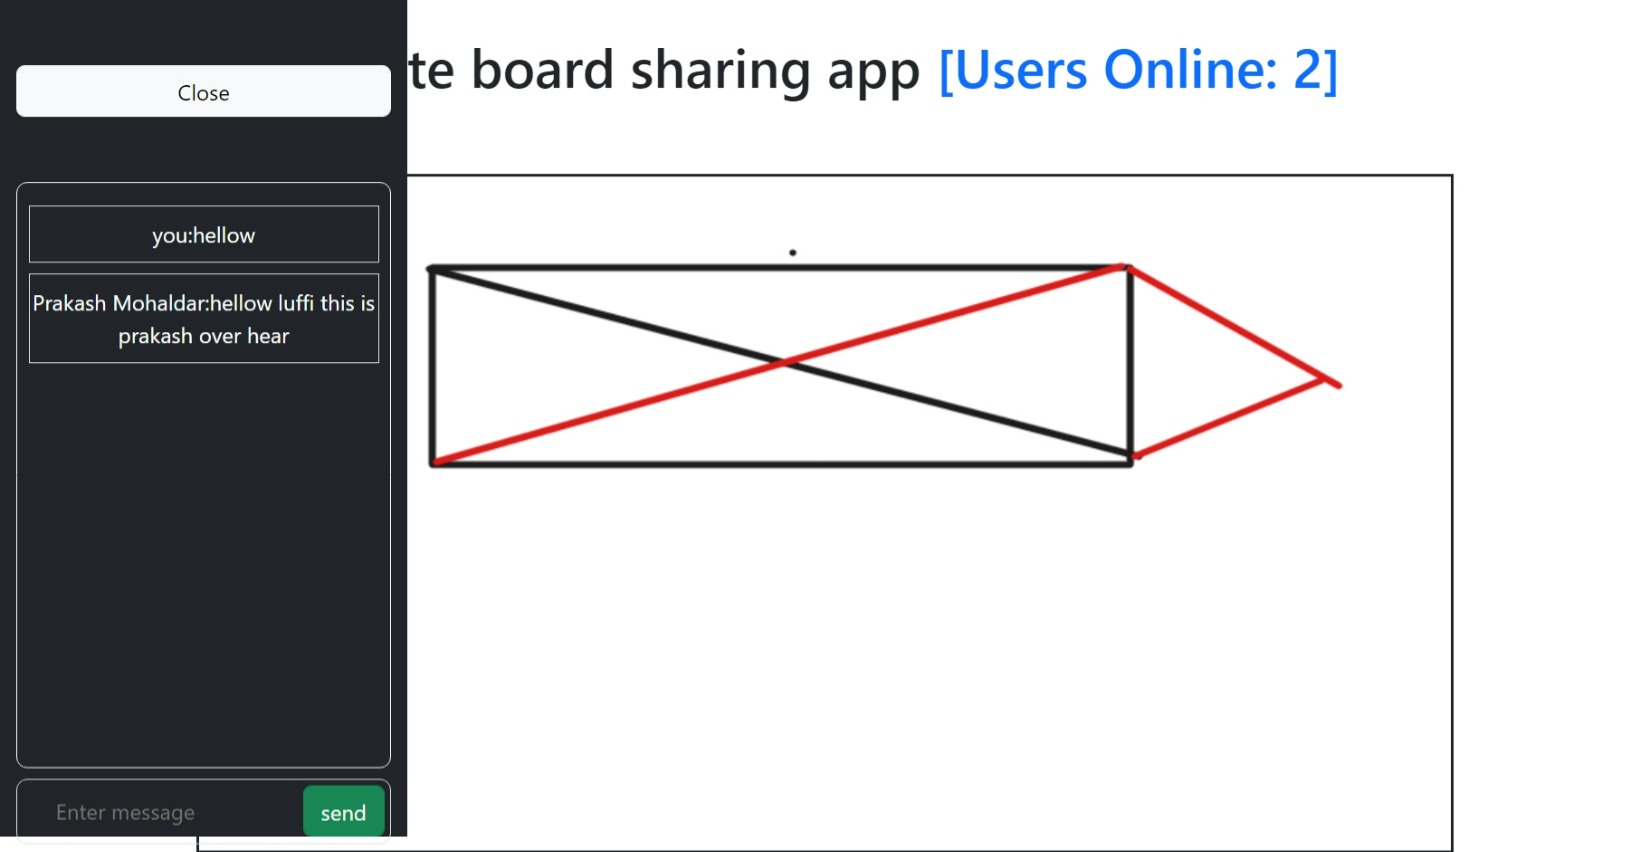 Close
te board sharing app [Users Online: 2]
you:hellow
Prakash Mohaldar:hellow luffi this is
prakash over hear
Enter message
send